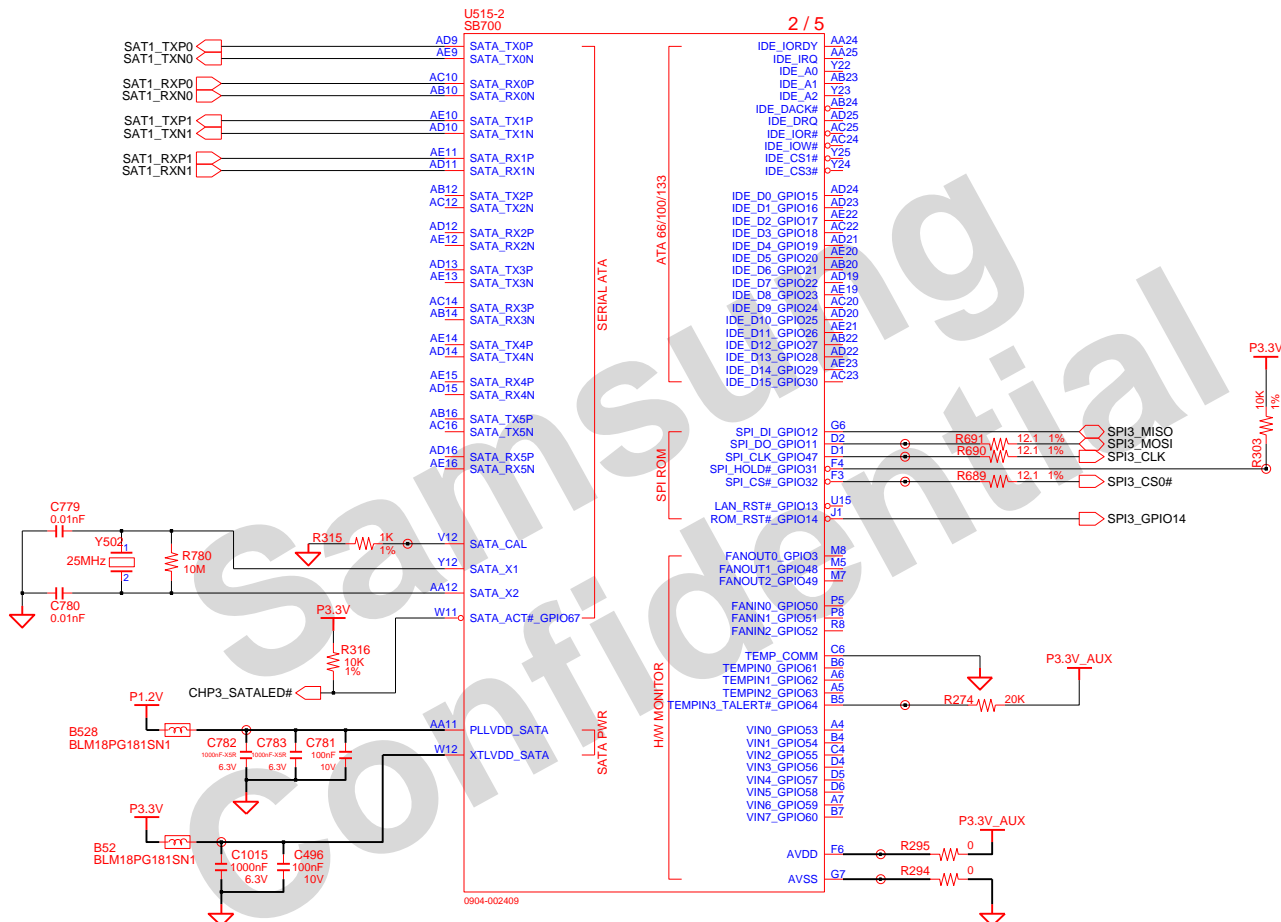 U515-2
SB700
2 / 5
SAT1_TXP0
SAT1_TXN0
SAT1_RXP0
SAT1_RXN0
SAT1_TXP1
SAT1_TXN1
SAT1_RXP1
SAT1_RXN1
AD9 SATA_TX0P
AE9 SATA_TX0N
AC10 SATA_RX0P
AB10 SATA_RX0N
AE10 SATA_TX1P
AD10 SATA_TX1N
AE11 SATA_RX1P
AD11 SATA_RX1N
AB12 SATA_TX2P
AC12 SATA_TX2N
AD12 SATA_RX2P
AE12 SATA_RX2N
AD13 SATA_TX3P
AE13 SATA_TX3N
AC14 SATA_RX3P
AB14 SATA_RX3N
AE14 SATA_TX4P
AD14 SATA_TX4N
AE15 SATA_RX4P
AD15 SATA_RX4N
AB16 SATA_TX5P
AC16 SATA_TX5N
AD16 SATA_RX5P
AE16 SATA_RX5N
V12 SATA_CAL
Y12 SATA_X1
AA12 SATA_X2
W11 SATA_ACT#_GPIO67
AA11 PLLVDD_SATA
W12 XTLVDD_SATA
SERIAL ATA
SATA PWR
C779
0.01nF
Y502
25MHz
1
2
R780
10M
C780
0.01nF
R315
1K
1%
P3.3V
R316
10K
1%
CHP3_SATALED#
P1.2V
B528
BLM18PG181SN1
C782
1000nF-X5R
6.3V
C783
1000nF-X5R
6.3V
C781
100nF
10V
P3.3V
B52
BLM18PG181SN1
C1015
1000nF
6.3V
C496
100nF
10V
ATA 66/100/133
SPI ROM
H/W MONITOR
IDE_IORDY AA24
IDE_IRQ AA25
IDE_A0 Y22
IDE_A1 AB23
IDE_A2 Y23
IDE_DACK# AB24
IDE_DRQ AD25
IDE_IOR# AC25
IDE_IOW# AC24
IDE_CS1# Y25
IDE_CS3# Y24
IDE_D0_GPIO15 AD24
IDE_D1_GPIO16 AD23
IDE_D2_GPIO17 AE22
IDE_D3_GPIO18 AC22
IDE_D4_GPIO19 AD21
IDE_D5_GPIO20 AE20
IDE_D6_GPIO21 AB20
IDE_D7_GPIO22 AD19
IDE_D8_GPIO23 AE19
IDE_D9_GPIO24 AC20
IDE_D10_GPIO25 AD20
IDE_D11_GPIO26 AE21
IDE_D12_GPIO27 AB22
IDE_D13_GPIO28 AD22
IDE_D14_GPIO29 AE23
IDE_D15_GPIO30 AC23
SPI_DI_GPIO12 G6
SPI_DO_GPIO11 D2
SPI_CLK_GPIO47 D1
SPI_HOLD#_GPIO31 F4
SPI_CS#_GPIO32 F3
LAN_RST#_GPIO13 U15
ROM_RST#_GPIO14 J1
FANOUT0_GPIO3 M8
FANOUT1_GPIO48 M5
FANOUT2_GPIO49 M7
FANIN0_GPIO50 P5
FANIN1_GPIO51 P8
FANIN2_GPIO52 R8
TEMP_COMM C6
TEMPIN0_GPIO61 B6
TEMPIN1_GPIO62 A6
TEMPIN2_GPIO63 A5
TEMPIN3_TALERT#_GPIO64 B5
VIN0_GPIO53 A4
VIN1_GPIO54 B4
VIN2_GPIO55 C4
VIN3_GPIO56 D4
VIN4_GPIO57 D5
VIN5_GPIO58 D6
VIN6_GPIO59 A7
VIN7_GPIO60 B7
AVDD F6
AVSS G7
R691 12.1 1%
R690 12.1 1%
R689 12.1 1%
SPI3_MISO
SPI3_MOSI
SPI3_CLK
SPI3_CS0#
SPI3_GPIO14
P3.3V
10K
1%
R303
P3.3V_AUX
R274 20K
P3.3V_AUX
R295 0
R294 0
0904-002409
Samsung
Confidential